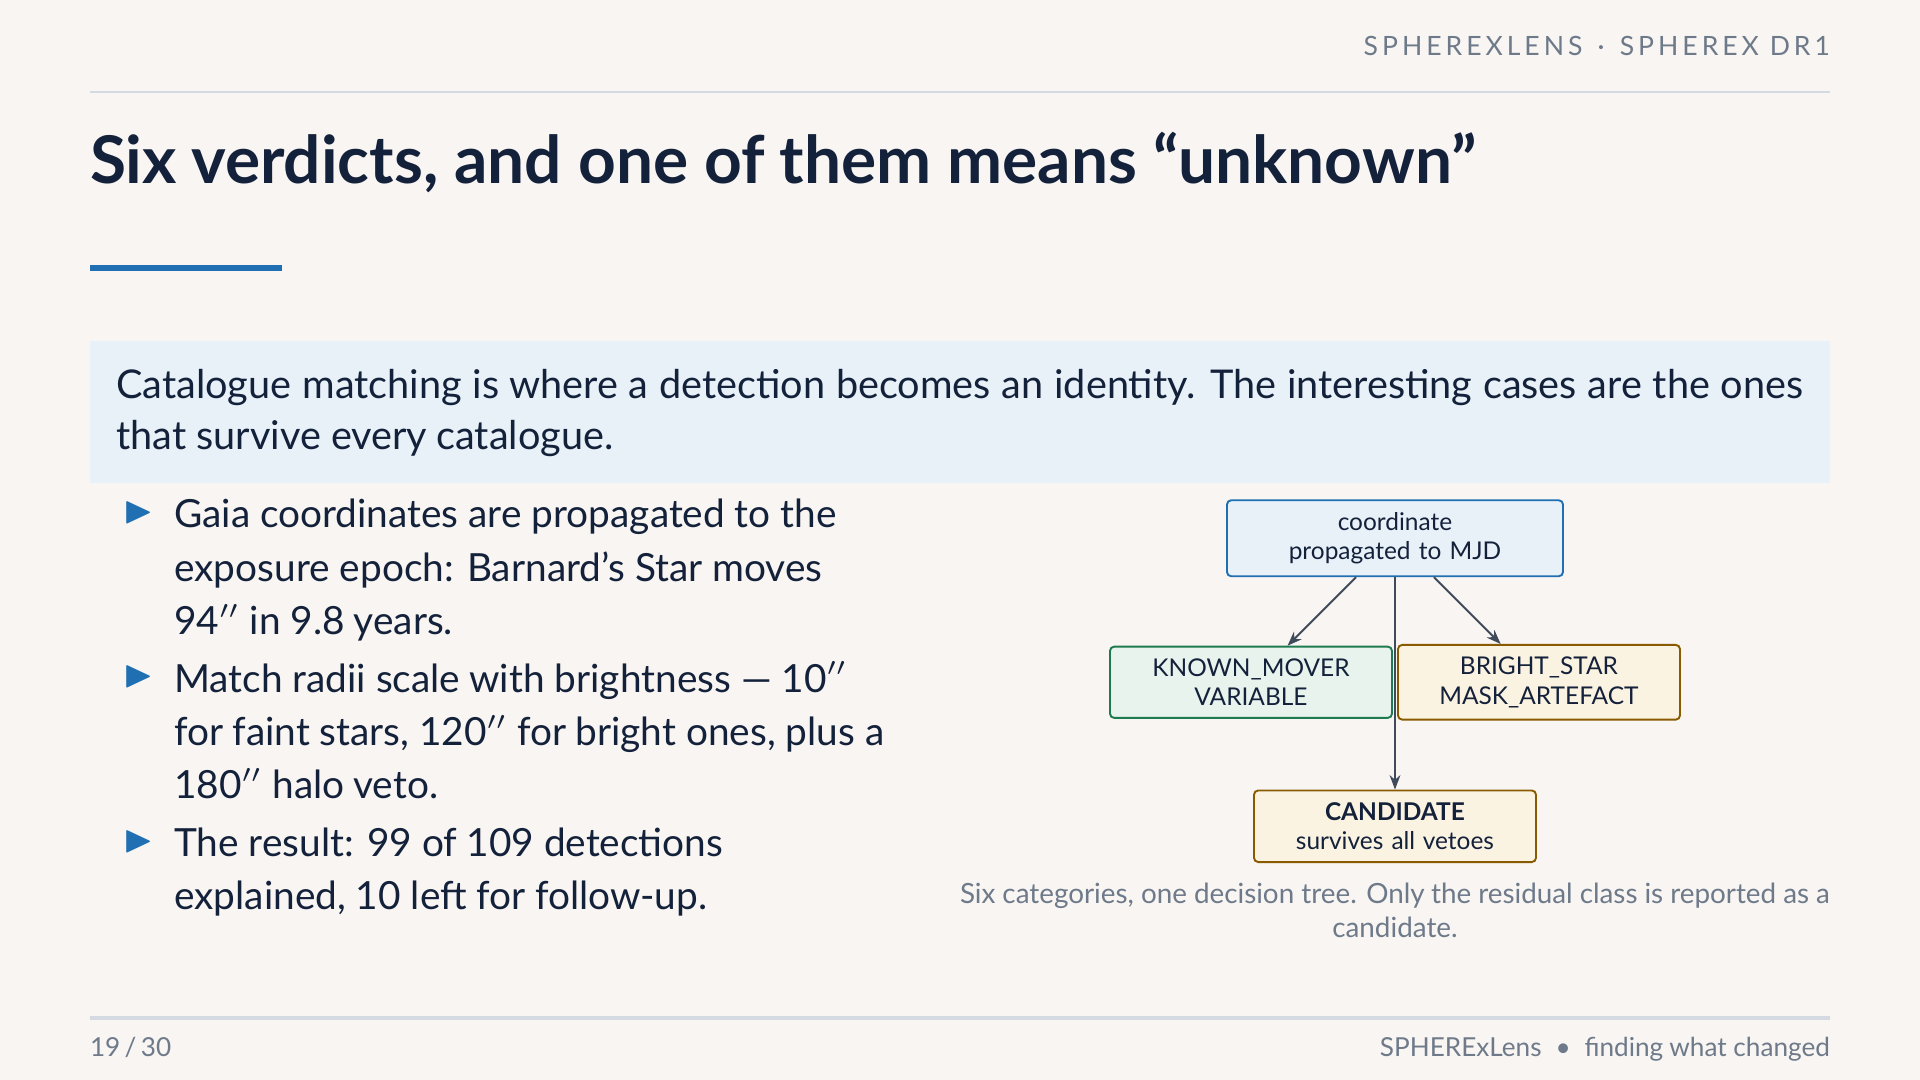 SPHEREXLENS · SPHEREX DR1
Six verdicts, and one of them means “unknown”
Catalogue matching is where a detection becomes an identity. The interesting cases are the ones
that survive every catalogue.
Gaia coordinates are propagated to the
exposure epoch: Barnard’s Star moves
94″ in 9.8 years.
Match radii scale with brightness — 10″
for faint stars, 120″ for bright ones, plus a
180″ halo veto.
The result: 99 of 109 detections
explained, 10 left for follow-up.
coordinate
propagated to MJD
KNOWN_MOVER
VARIABLE
BRIGHT_STAR
MASK_ARTEFACT
CANDIDATE
survives all vetoes
Six categories, one decision tree. Only the residual class is reported as a
candidate.
19 / 30
SPHERExLens • finding what changed